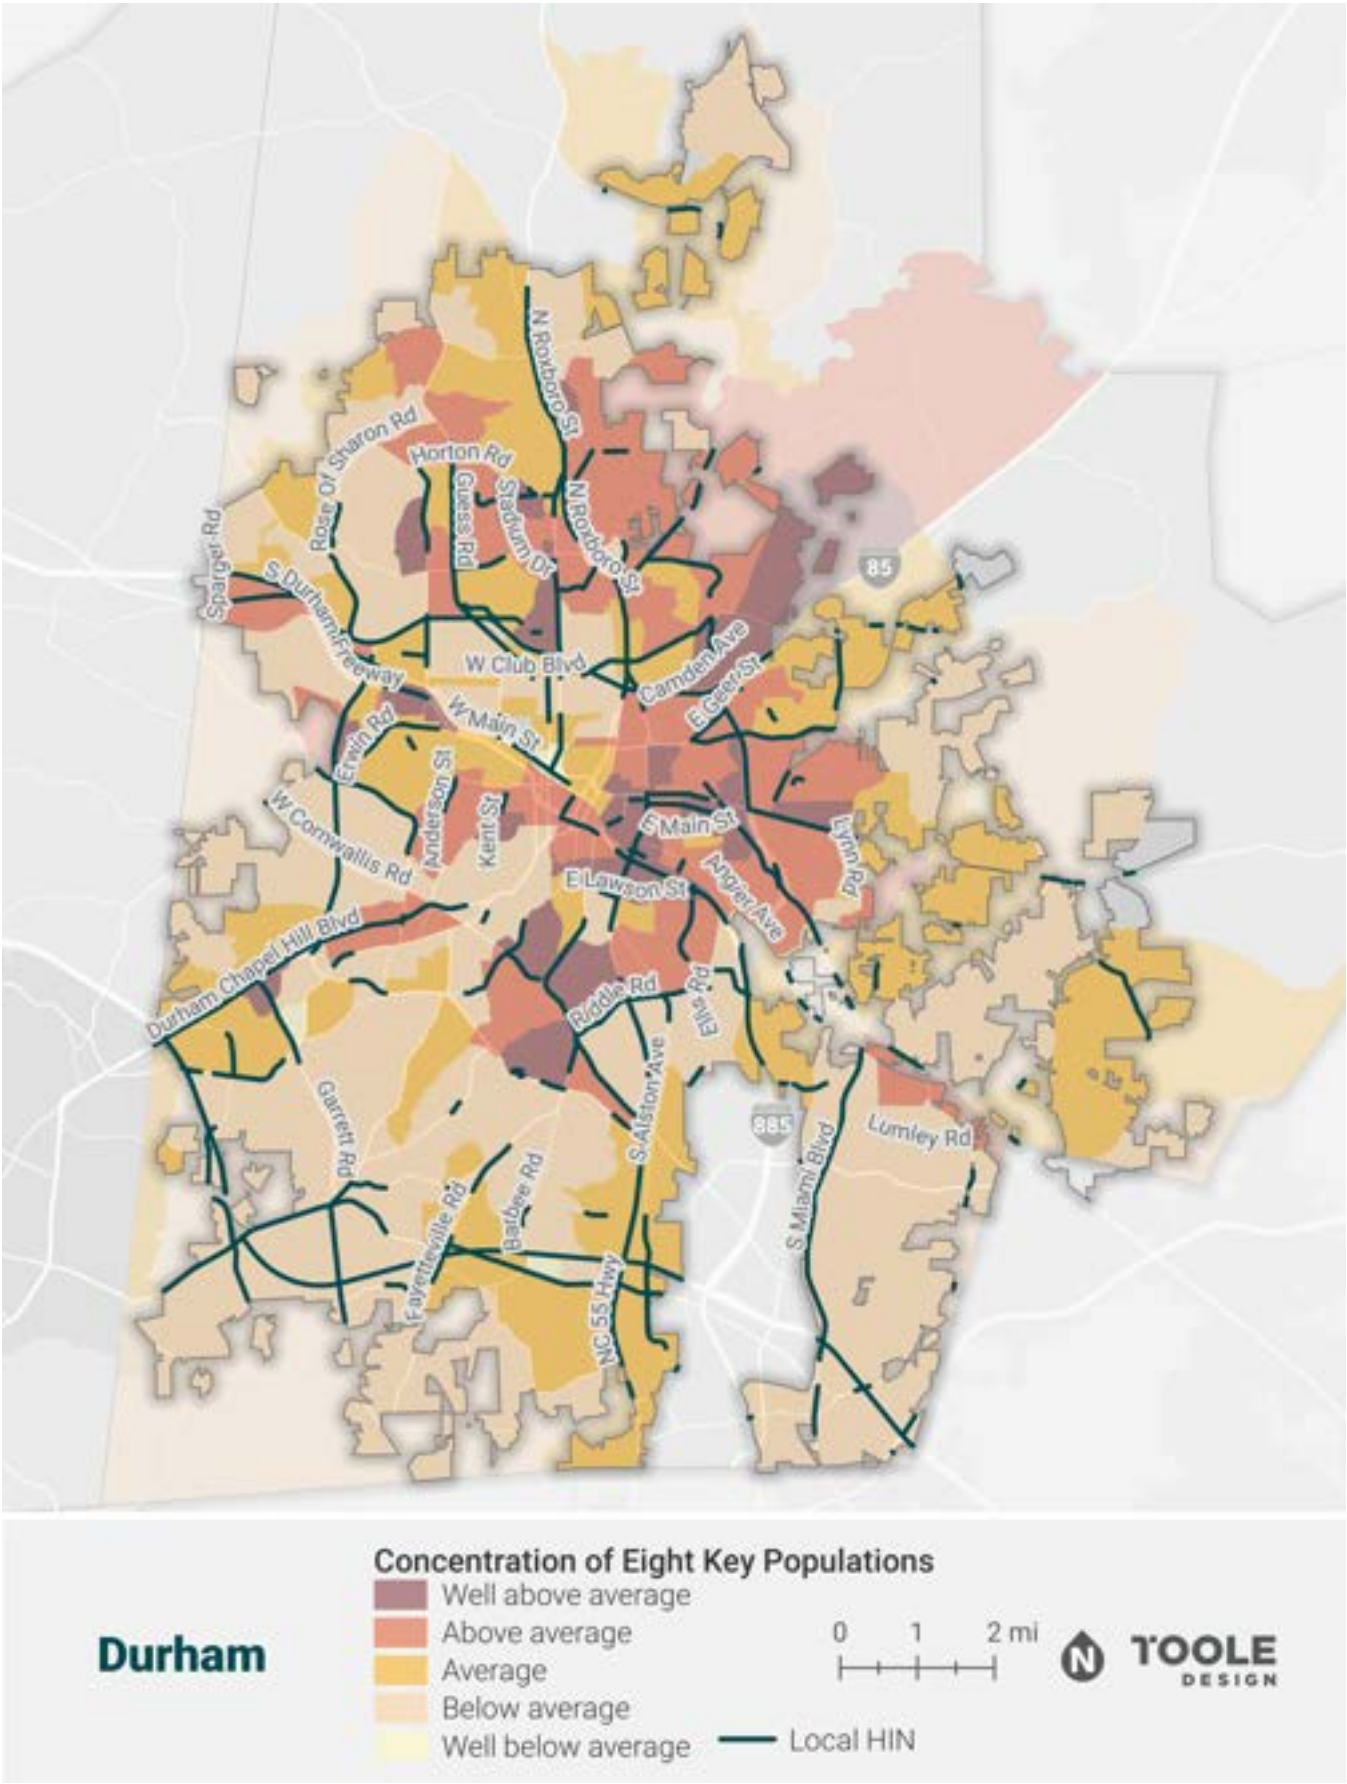 N Roxboro St
Rose Of Sharon Rd
Horton Rd
Guess Rd
Stadium Dr
N Roxboro St
Sparger Rd
S Durham Freeway
85
W Club Blvd
Camden Ave
E Geer St
W Main St
Erwin Rd
Anderson St
Kent St
W Cornwallis Rd
E Main St
Lynn Rd
E Lawson St
Angier Ave
Durham Chapel Hill Blvd
Riddle Rd
Ellis Rd
S Alston Ave
Garrett Rd
885
Lumley Rd
S Miami Blvd
Fayetteville Rd
Barbee Rd
NC 55 Hwy
Durham
Concentration of Eight Key Populations
Well above average
Above average
Average
Below average
Well below average
Local HIN
0 1 2 mi
N
TOOLE
DESIGN